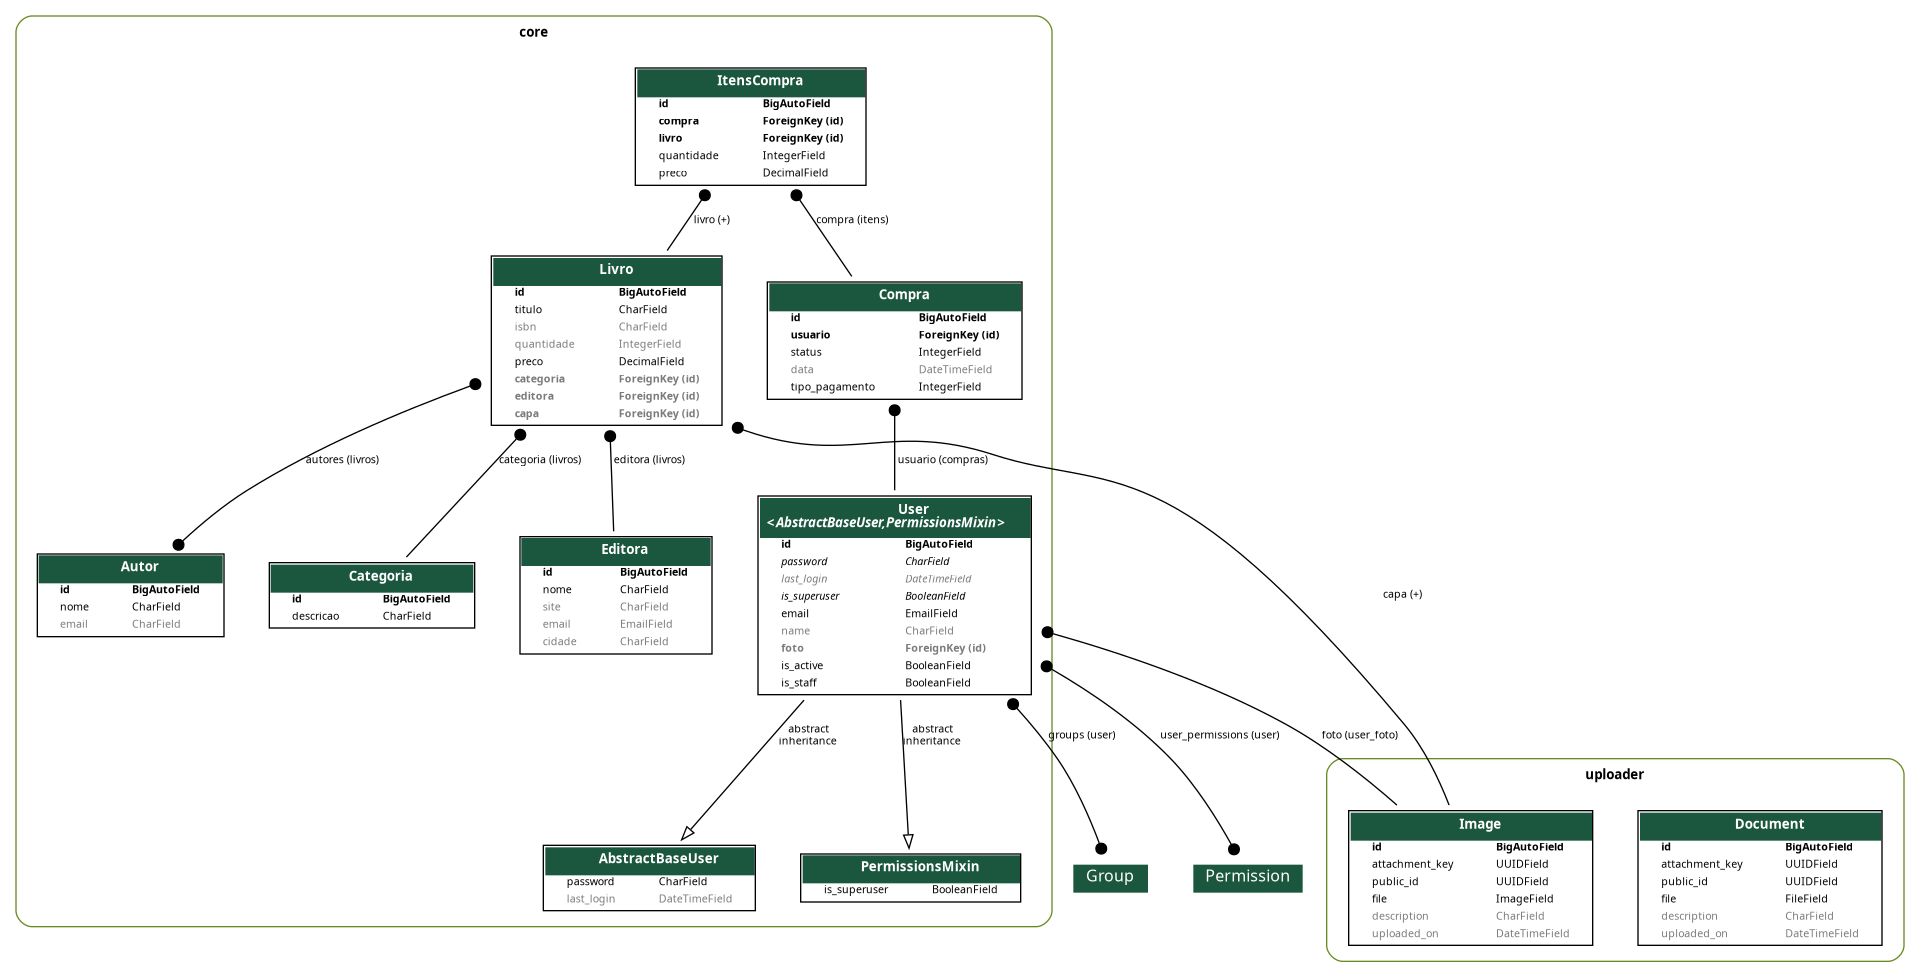 core
ItensCompra
id BigAutoField
compra ForeignKey (id)
livro ForeignKey (id)
quantidade IntegerField
preco DecimalField
livro (+)
compra (itens)
Livro
id BigAutoField
titulo CharField
isbn CharField
quantidade IntegerField
preco DecimalField
categoria ForeignKey (id)
editora ForeignKey (id)
capa ForeignKey (id)
Compra
id BigAutoField
usuario ForeignKey (id)
status IntegerField
data DateTimeField
tipo_pagamento IntegerField
autores (livros)
categoria (livros)
editora (livros)
usuario (compras)
capa (+)
Autor
id BigAutoField
nome CharField
email CharField
Categoria
id BigAutoField
descricao CharField
Editora
id BigAutoField
nome CharField
site CharField
email EmailField
cidade CharField
User
<AbstractBaseUser,PermissionsMixin>
id BigAutoField
password CharField
last_login DateTimeField
is_superuser BooleanField
email EmailField
name CharField
foto ForeignKey (id)
is_active BooleanField
is_staff BooleanField
abstract
inheritance
abstract
inheritance
groups (user)
user_permissions (user)
foto (user_foto)
AbstractBaseUser
password CharField
last_login DateTimeField
PermissionsMixin
is_superuser BooleanField
Group
Permission
uploader
Image
id BigAutoField
attachment_key UUIDField
public_id UUIDField
file ImageField
description CharField
uploaded_on DateTimeField
Document
id BigAutoField
attachment_key UUIDField
public_id UUIDField
file FileField
description CharField
uploaded_on DateTimeField